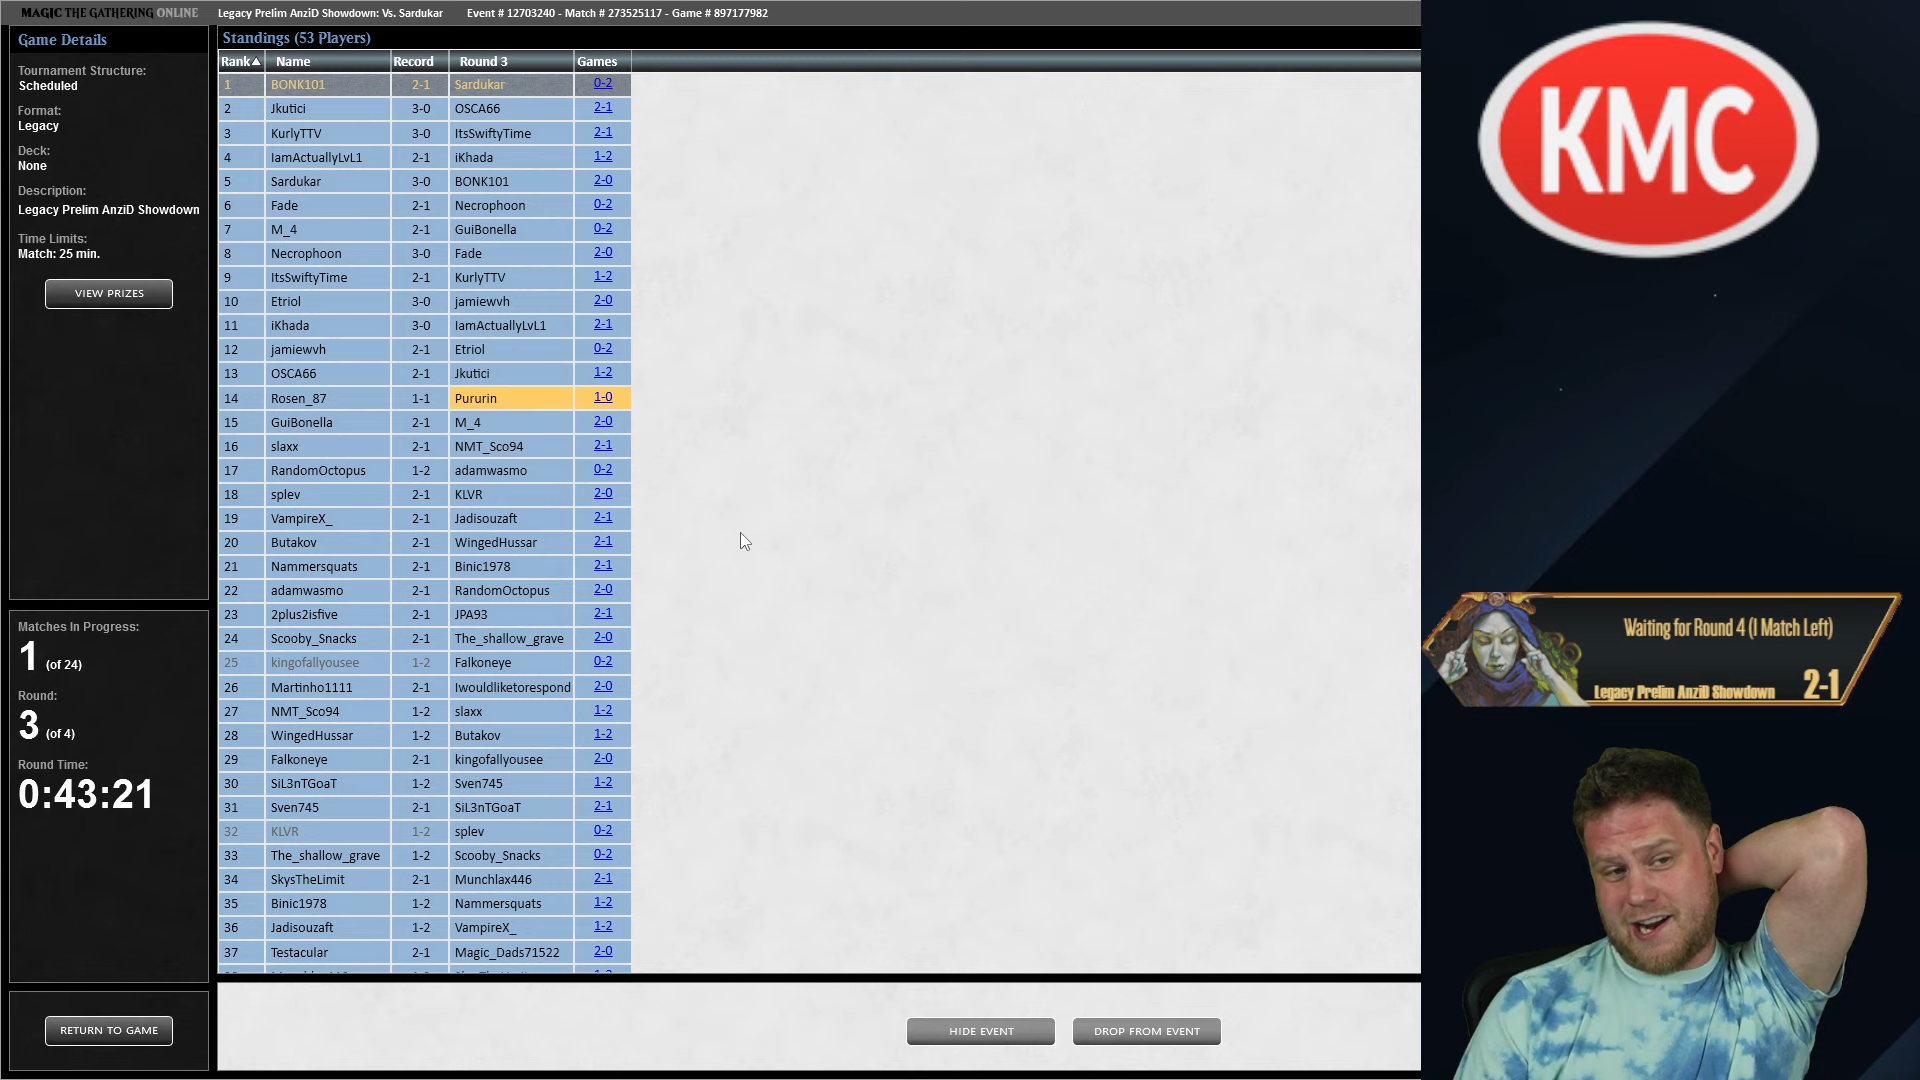 MAGIC THE GATHERING ONLINE
Legacy Prelim AnziD Showdown: Vs. Sardukar Event # 12703240 - Match # 273525117 - Game # 897177982
Game Details
Tournament Structure:
Scheduled
Format:
Legacy
Deck:
None
Description:
Legacy Prelim AnziD Showdown
Time Limits:
Match: 25 min.
VIEW PRIZES
Matches In Progress:
1 (of 24)
Round:
3 (of 4)
Round Time:
0:43:21
RETURN TO GAME
Standings (53 Players)
Rank Name Record Round 3 Games
1 BONK101 2-1 Sardukar 0-2
2 Jkutici 3-0 OSCA66 2-1
3 KurlyTTV 3-0 ItsSwiftyTime 2-1
4 IamActuallyLvL1 2-1 iKhada 1-2
5 Sardukar 3-0 BONK101 2-0
6 Fade 2-1 Necrophoon 0-2
7 M_4 2-1 GuiBonella 0-2
8 Necrophoon 3-0 Fade 2-0
9 ItsSwiftyTime 2-1 KurlyTTV 1-2
10 Etriol 3-0 jamiewvh 2-0
11 iKhada 3-0 IamActuallyLvL1 2-1
12 jamiewvh 2-1 Etriol 0-2
13 OSCA66 2-1 Jkutici 1-2
14 Rosen_87 1-1 Pururin 1-0
15 GuiBonella 2-1 M_4 2-0
16 slaxx 2-1 NMT_Sco94 2-1
17 RandomOctopus 1-2 adamwasmo 0-2
18 splev 2-1 KLVR 2-0
19 VampireX_ 2-1 Jadisouzaft 2-1
20 Butakov 2-1 WingedHussar 2-1
21 Nammersquats 2-1 Binic1978 2-1
22 adamwasmo 2-1 RandomOctopus 2-0
23 2plus2isfive 2-1 JPA93 2-1
24 Scooby_Snacks 2-1 The_shallow_grave 2-0
25 kingofallyousee 1-2 Falkoneye 0-2
26 Martinho1111 2-1 Iwouldliketorespond 2-0
27 NMT_Sco94 1-2 slaxx 1-2
28 WingedHussar 1-2 Butakov 1-2
29 Falkoneye 2-1 kingofallyousee 2-0
30 SiL3nTGoaT 1-2 Sven745 1-2
31 Sven745 2-1 SiL3nTGoaT 2-1
32 KLVR 1-2 splev 0-2
33 The_shallow_grave 1-2 Scooby_Snacks 0-2
34 SkysTheLimit 2-1 Munchlax446 2-1
35 Binic1978 1-2 Nammersquats 1-2
36 Jadisouzaft 1-2 VampireX_ 1-2
37 Testacular 2-1 Magic_Dads71522 2-0
HIDE EVENT DROP FROM EVENT
KMC
Waiting for Round 4 (1 Match Left)
Legacy Prelim AnziD Showdown 2-1